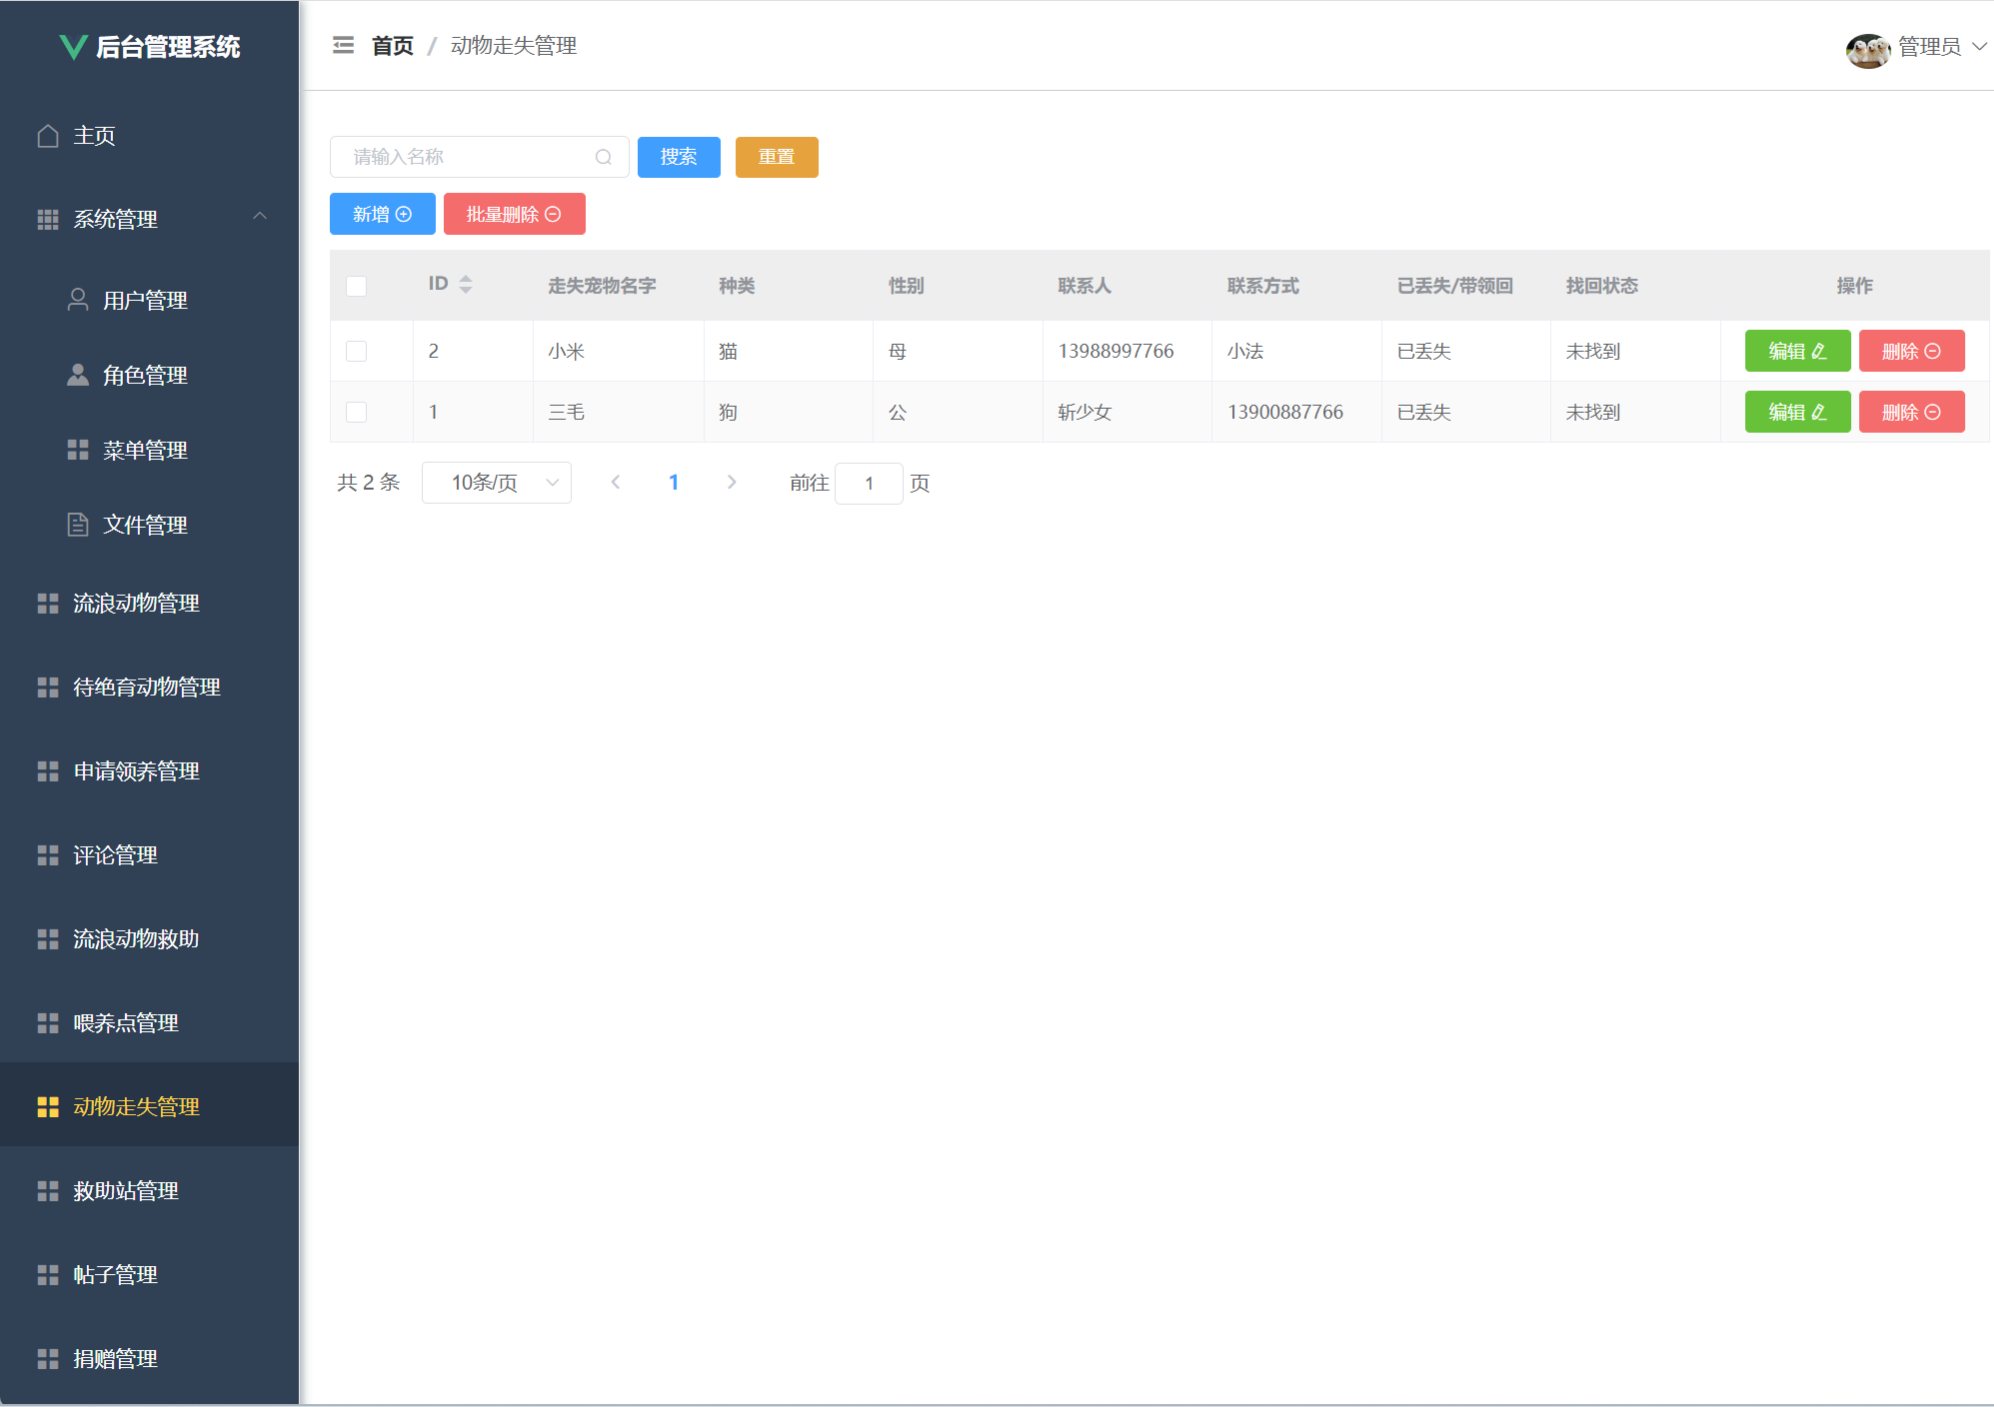 后台管理系统
首页 / 动物走失管理
管理员
主页
系统管理
用户管理
角色管理
菜单管理
文件管理
流浪动物管理
待绝育动物管理
申请领养管理
评论管理
流浪动物救助
喂养点管理
动物走失管理
救助站管理
帖子管理
捐赠管理
请输入名称 搜索 重置
新增 批量删除
ID 走失宠物名字 种类 性别 联系人 联系方式 已丢失/带领回 找回状态 操作
2 小米 猫 母 13988997766 小法 已丢失 未找到 编辑 删除
1 三毛 狗 公 斩少女 13900887766 已丢失 未找到 编辑 删除
共 2 条 10条/页 1 前往 1 页